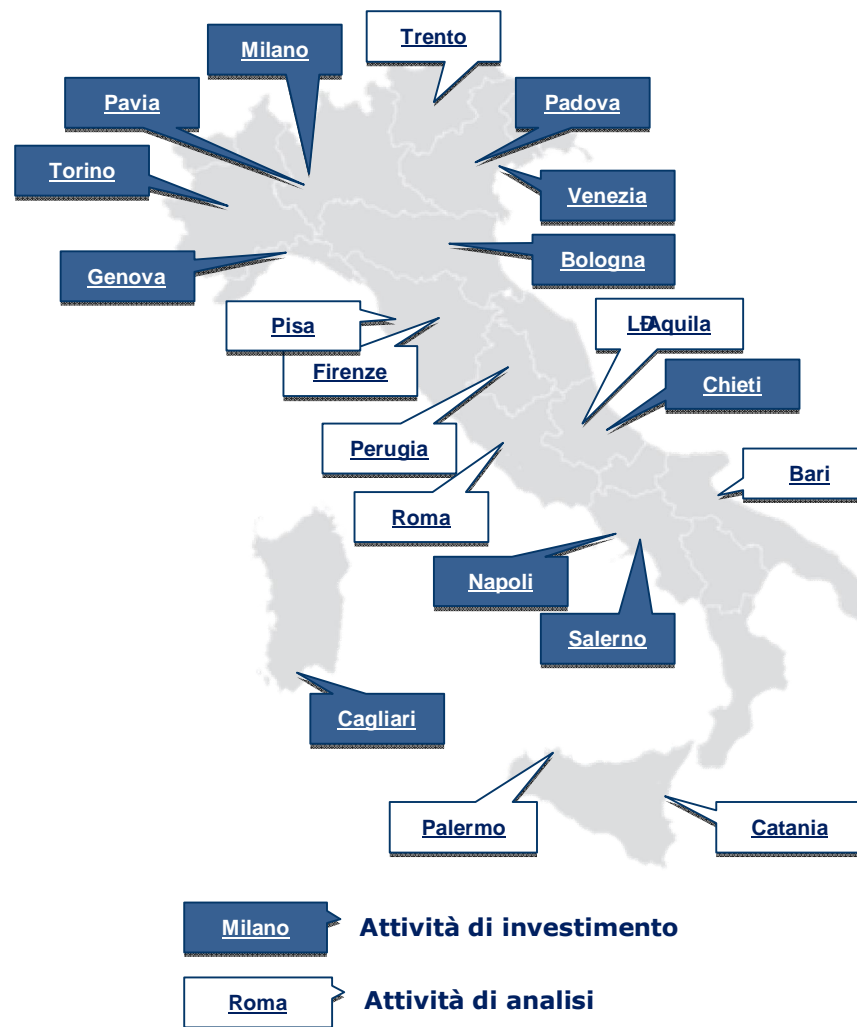 Trento
Milano
Pavia
Padova
Torino
Venezia
Bologna
Genova
Pisa
LÐAquila
Firenze
Chieti
Perugia
Bari
Roma
Napoli
Salerno
Cagliari
Palermo
Catania
Milano Attività di investimento
Roma Attività di analisi